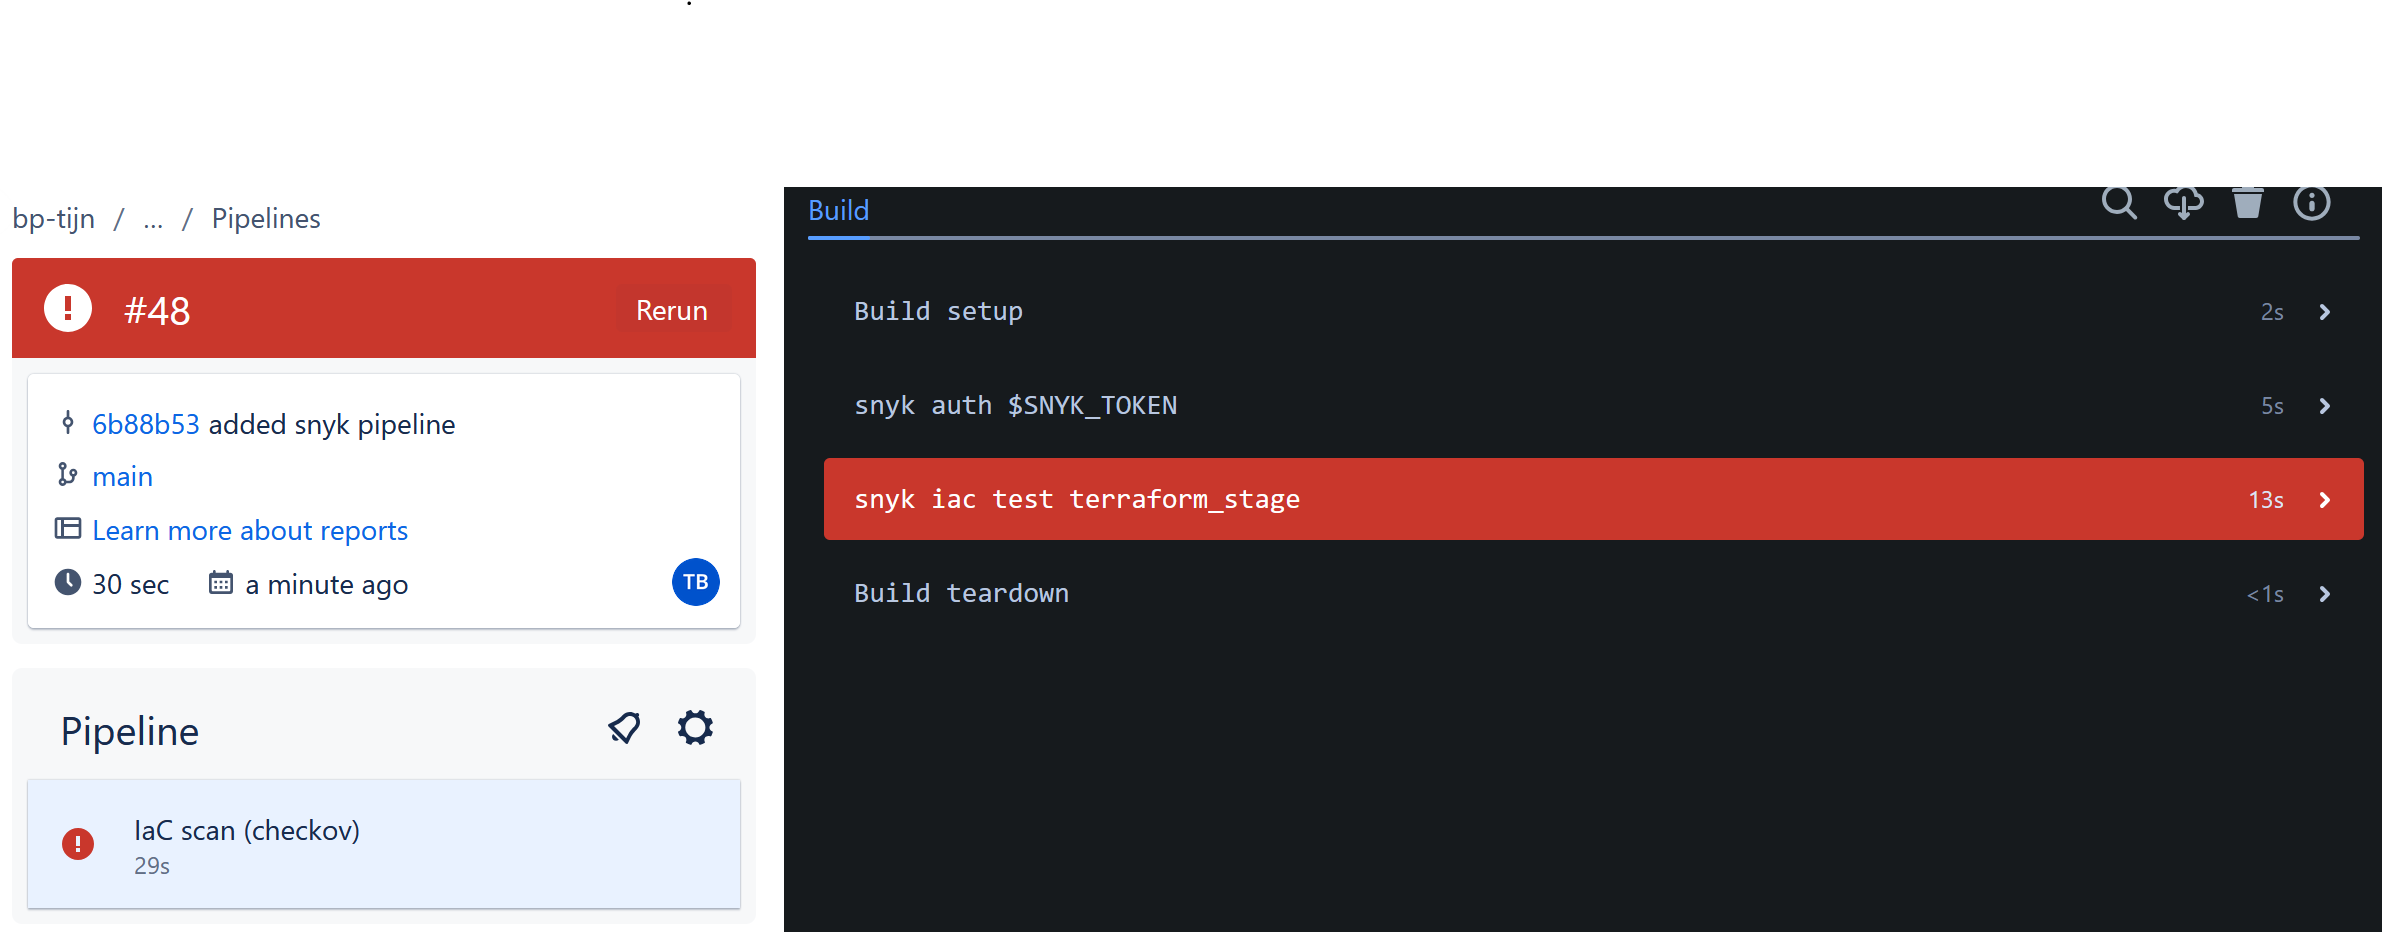 bp-tijn / ... / Pipelines
#48
Rerun
6b88b53 added snyk pipeline
main
Learn more about reports
30 sec a minute ago
TB
Pipeline
IaC scan (checkov)
29s
Build
Build setup 2s
snyk auth $SNYK_TOKEN 5s
snyk iac test terraform_stage 13s
Build teardown <1s